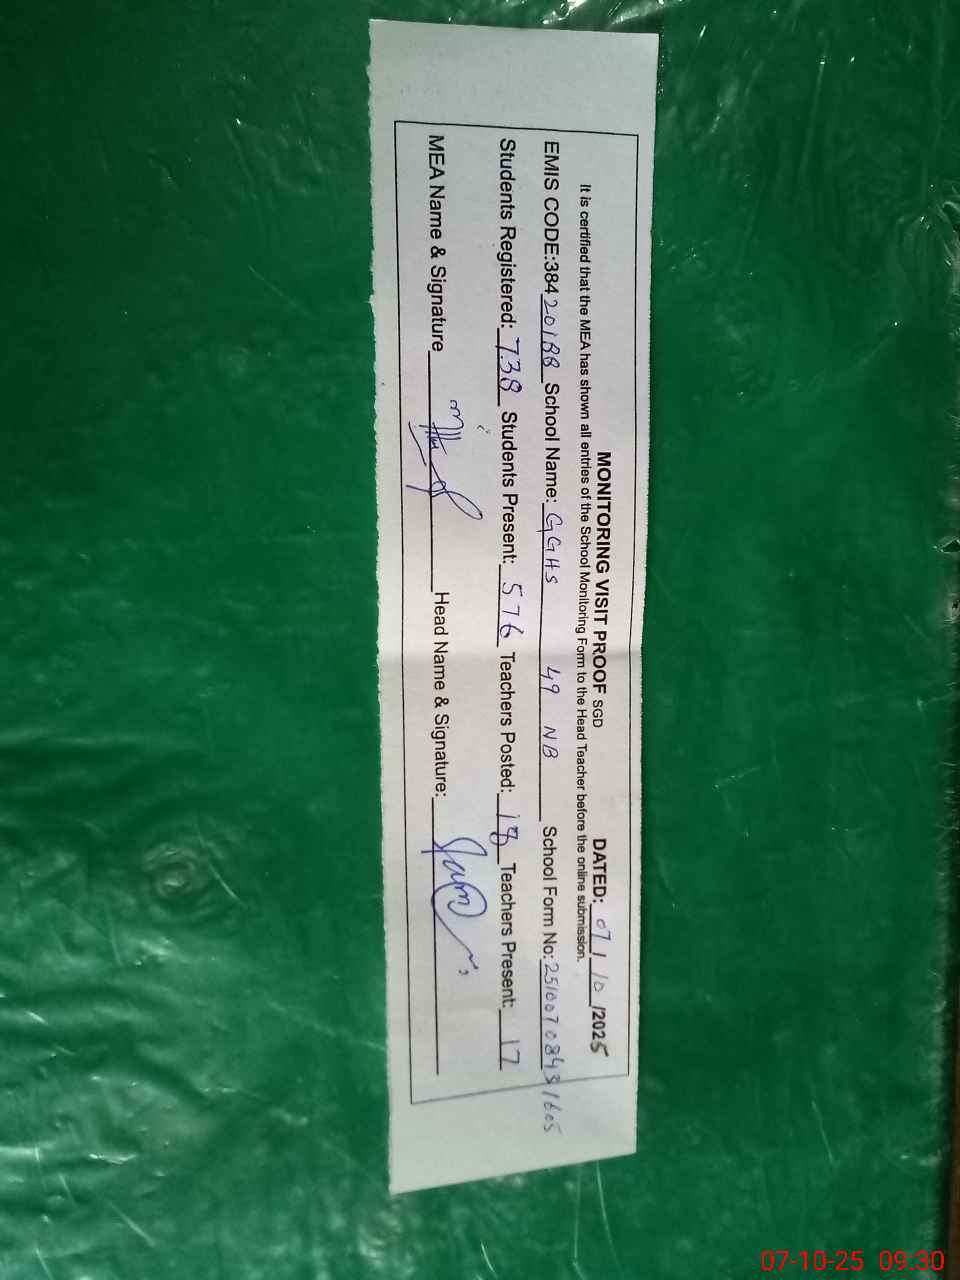 MONITORING VISIT PROOF SGD DATED: 07/10/2025
It is certified that the MEA has shown all entries of the School Monitoring Form to the Head Teacher before the online submission.
EMIS CODE:38420188 School Name: GGHS 49 NB School Form No:
Students Registered: 738 Students Present: 576 Teachers Posted: 18 Teachers Present: 17
MEA Name & Signature Head Name & Signature:
07-10-25 09:30